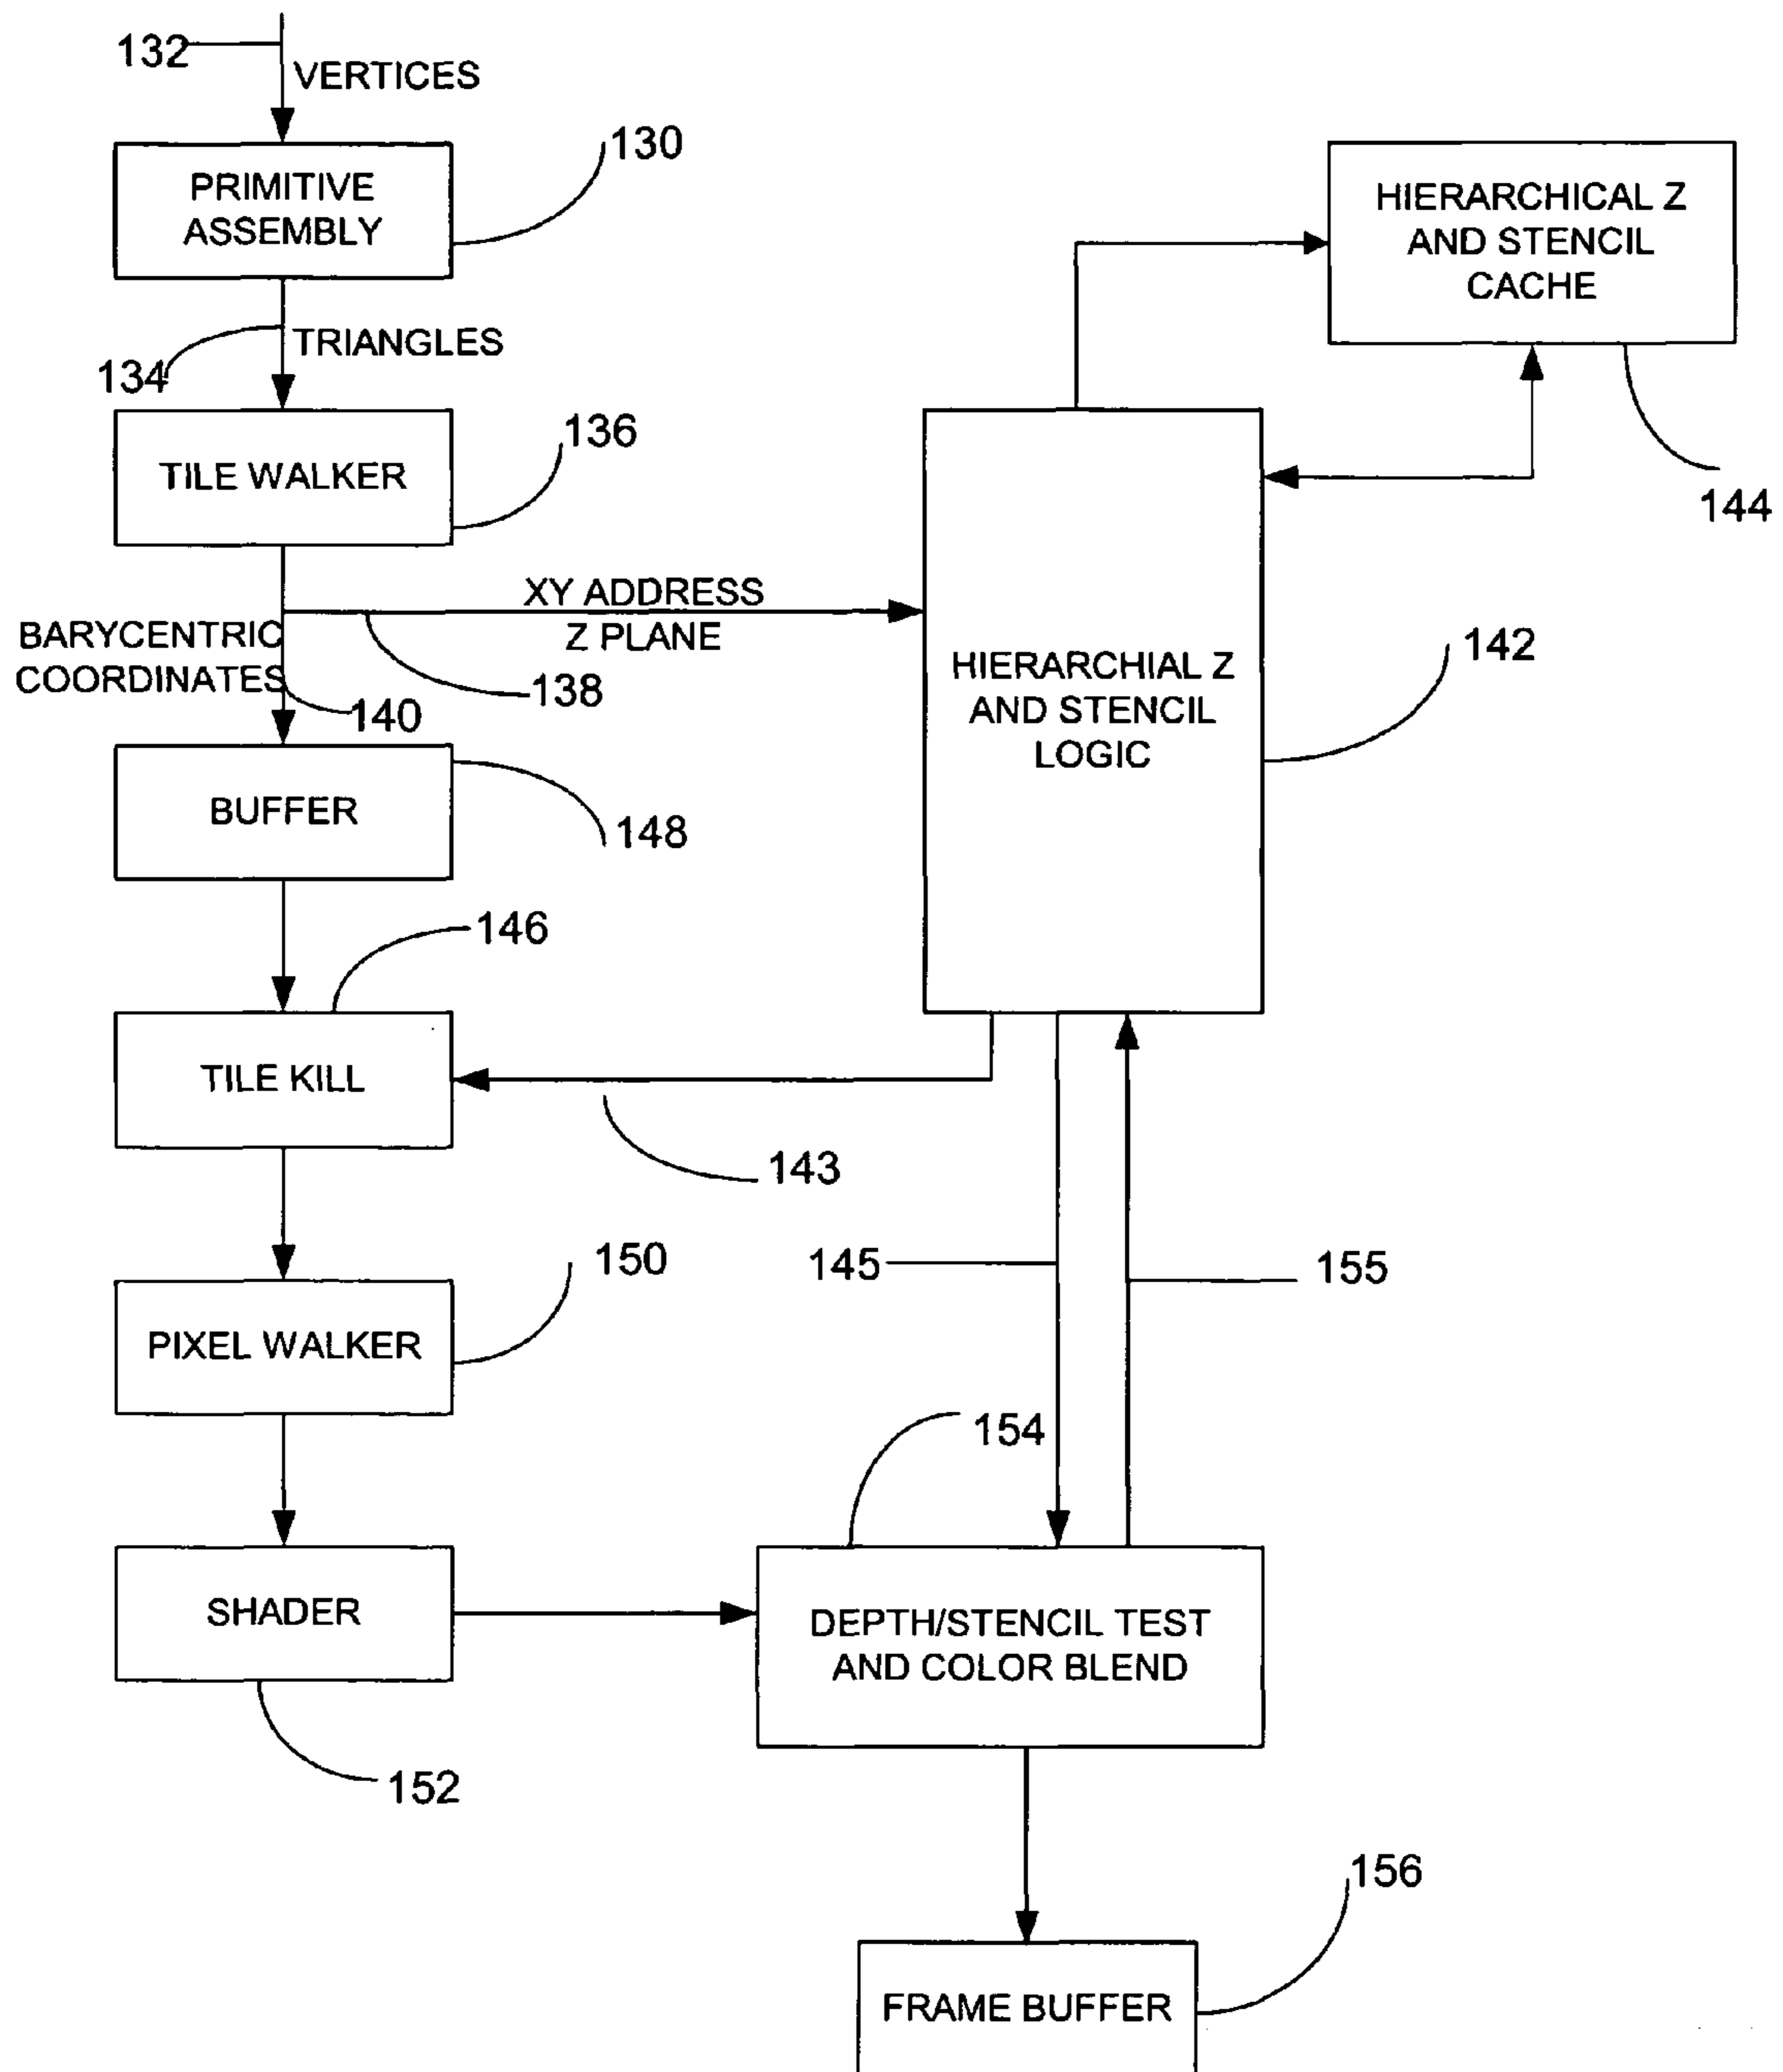 132
VERTICES
130
PRIMITIVE
ASSEMBLY
HIERARCHICAL Z
AND STENCIL
CACHE
TRIANGLES
134
136
TILE WALKER
144
XY ADDRESS
Z PLANE
BARYCENTRIC
COORDINATES
138
140
HIERARCHIAL Z
AND STENCIL
LOGIC
142
BUFFER
148
146
TILE KILL
143
150
145
155
PIXEL WALKER
154
SHADER
DEPTH/STENCIL TEST
AND COLOR BLEND
152
156
FRAME BUFFER